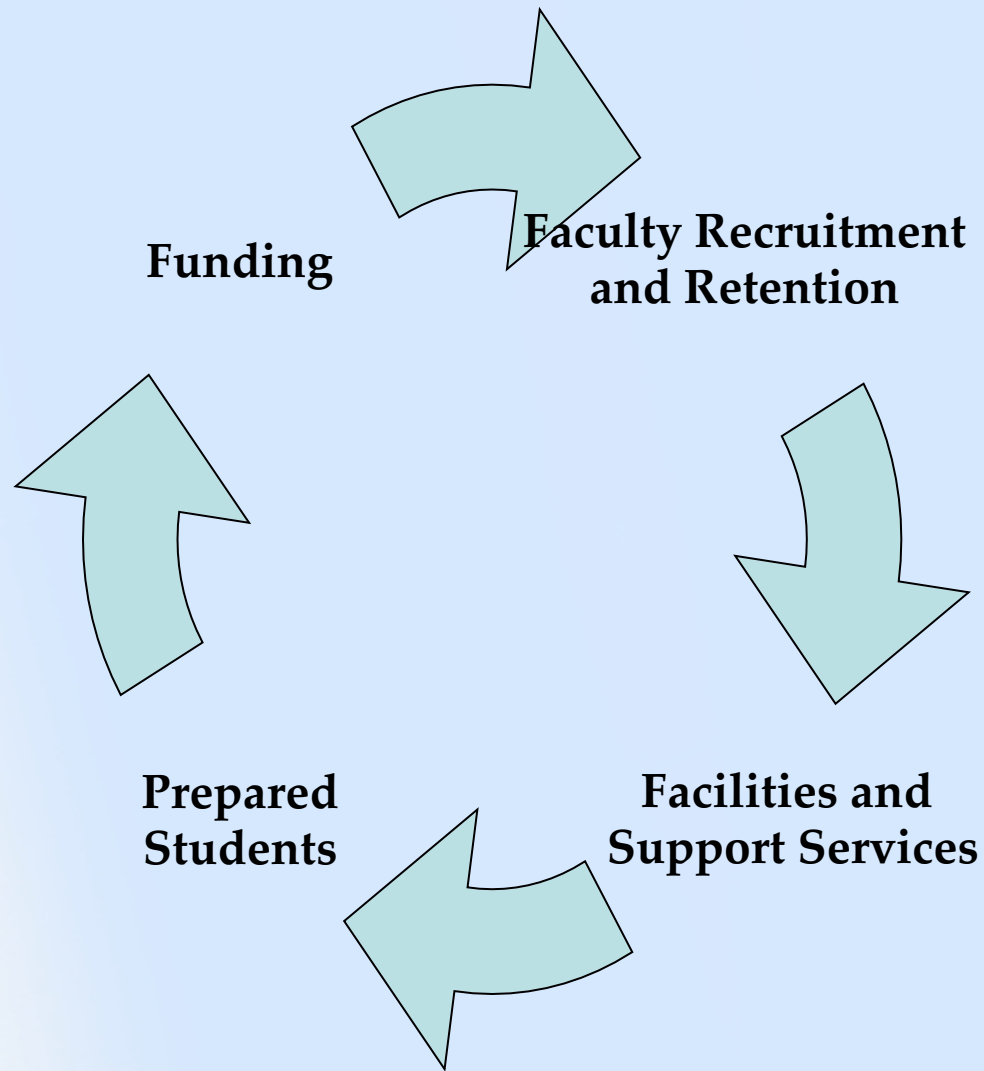 Funding
Faculty Recruitment
and Retention
Facilities and
Support Services
Prepared
Students